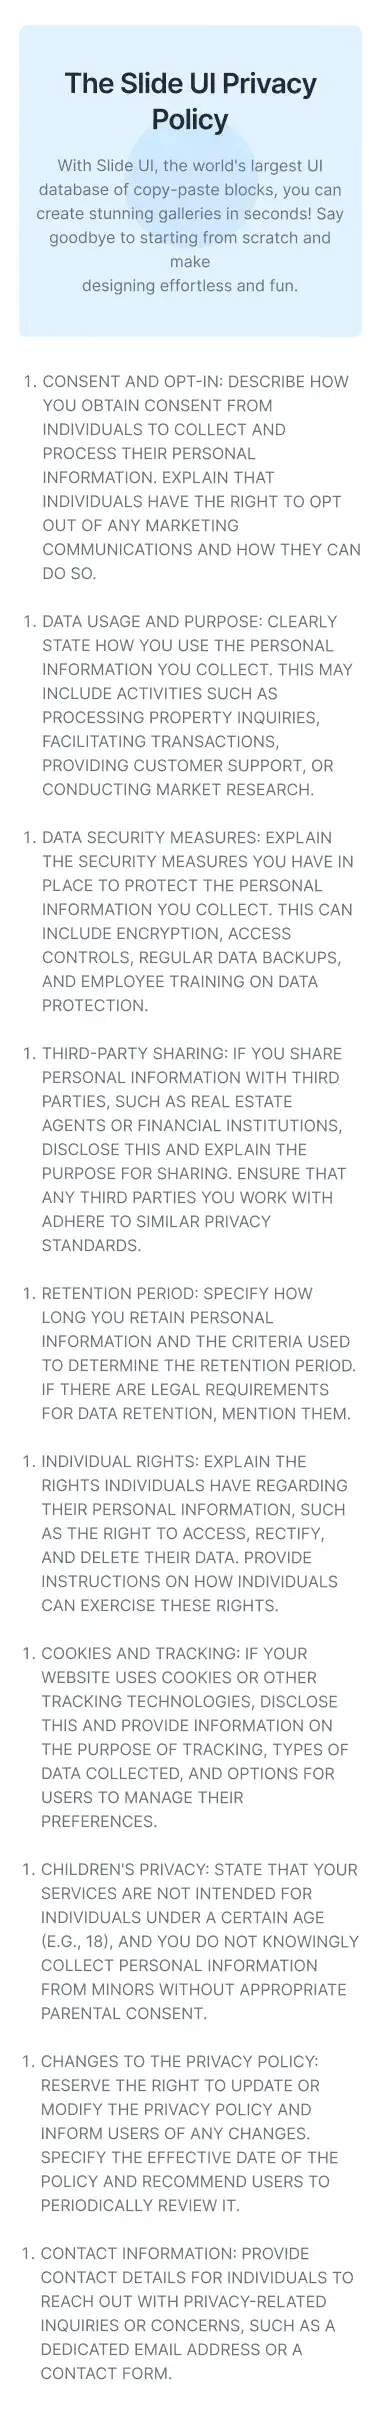 The Slide UI Privacy
Policy
With Slide UI, the world's largest UI
database of copy-paste blocks, you can
create stunning galleries in seconds! Say
goodbye to starting from scratch and
make
designing effortless and fun.
1. CONSENT AND OPT-IN: DESCRIBE HOW
YOU OBTAIN CONSENT FROM
INDIVIDUALS TO COLLECT AND
PROCESS THEIR PERSONAL
INFORMATION. EXPLAIN THAT
INDIVIDUALS HAVE THE RIGHT TO OPT
OUT OF ANY MARKETING
COMMUNICATIONS AND HOW THEY CAN
DO SO.
1. DATA USAGE AND PURPOSE: CLEARLY
STATE HOW YOU USE THE PERSONAL
INFORMATION YOU COLLECT. THIS MAY
INCLUDE ACTIVITIES SUCH AS
PROCESSING PROPERTY INQUIRIES,
FACILITATING TRANSACTIONS,
PROVIDING CUSTOMER SUPPORT, OR
CONDUCTING MARKET RESEARCH.
1. DATA SECURITY MEASURES: EXPLAIN
THE SECURITY MEASURES YOU HAVE IN
PLACE TO PROTECT THE PERSONAL
INFORMATION YOU COLLECT. THIS CAN
INCLUDE ENCRYPTION, ACCESS
CONTROLS, REGULAR DATA BACKUPS,
AND EMPLOYEE TRAINING ON DATA
PROTECTION.
1. THIRD-PARTY SHARING: IF YOU SHARE
PERSONAL INFORMATION WITH THIRD
PARTIES, SUCH AS REAL ESTATE
AGENTS OR FINANCIAL INSTITUTIONS,
DISCLOSE THIS AND EXPLAIN THE
PURPOSE FOR SHARING. ENSURE THAT
ANY THIRD PARTIES YOU WORK WITH
ADHERE TO SIMILAR PRIVACY
STANDARDS.
1. RETENTION PERIOD: SPECIFY HOW
LONG YOU RETAIN PERSONAL
INFORMATION AND THE CRITERIA USED
TO DETERMINE THE RETENTION PERIOD.
IF THERE ARE LEGAL REQUIREMENTS
FOR DATA RETENTION, MENTION THEM.
1. INDIVIDUAL RIGHTS: EXPLAIN THE
RIGHTS INDIVIDUALS HAVE REGARDING
THEIR PERSONAL INFORMATION, SUCH
AS THE RIGHT TO ACCESS, RECTIFY,
AND DELETE THEIR DATA. PROVIDE
INSTRUCTIONS ON HOW INDIVIDUALS
CAN EXERCISE THESE RIGHTS.
1. COOKIES AND TRACKING: IF YOUR
WEBSITE USES COOKIES OR OTHER
TRACKING TECHNOLOGIES, DISCLOSE
THIS AND PROVIDE INFORMATION ON
THE PURPOSE OF TRACKING, TYPES OF
DATA COLLECTED, AND OPTIONS FOR
USERS TO MANAGE THEIR
PREFERENCES.
1. CHILDREN'S PRIVACY: STATE THAT YOUR
SERVICES ARE NOT INTENDED FOR
INDIVIDUALS UNDER A CERTAIN AGE
(E.G., 18), AND YOU DO NOT KNOWINGLY
COLLECT PERSONAL INFORMATION
FROM MINORS WITHOUT APPROPRIATE
PARENTAL CONSENT.
1. CHANGES TO THE PRIVACY POLICY:
RESERVE THE RIGHT TO UPDATE OR
MODIFY THE PRIVACY POLICY AND
INFORM USERS OF ANY CHANGES.
SPECIFY THE EFFECTIVE DATE OF THE
POLICY AND RECOMMEND USERS TO
PERIODICALLY REVIEW IT.
1. CONTACT INFORMATION: PROVIDE
CONTACT DETAILS FOR INDIVIDUALS TO
REACH OUT WITH PRIVACY-RELATED
INQUIRIES OR CONCERNS, SUCH AS A
DEDICATED EMAIL ADDRESS OR A
CONTACT FORM.